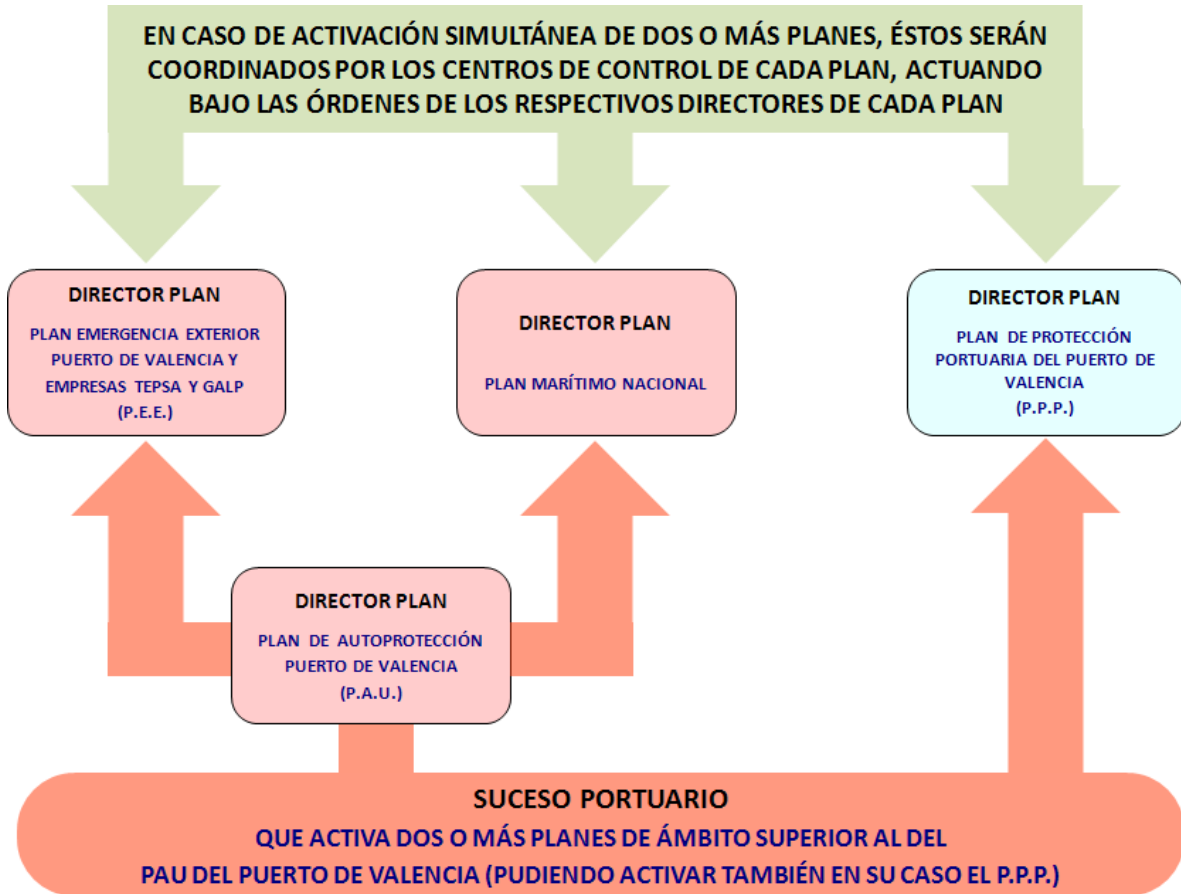 EN CASO DE ACTIVACIÓN SIMULTÁNEA DE DOS O MÁS PLANES, ÉSTOS SERÁN
COORDINADOS POR LOS CENTROS DE CONTROL DE CADA PLAN, ACTUANDO
BAJO LAS ÓRDENES DE LOS RESPECTIVOS DIRECTORES DE CADA PLAN
DIRECTOR PLAN
PLAN EMERGENCIA EXTERIOR
PUERTO DE VALENCIA Y
EMPRESAS TEPSA Y GALP
(P.E.E.)
DIRECTOR PLAN
PLAN MARÍTIMO NACIONAL
DIRECTOR PLAN
PLAN DE PROTECCIÓN
PORTUARIA DEL PUERTO DE
VALENCIA
(P.P.P.)
DIRECTOR PLAN
PLAN DE AUTOPROTECCIÓN
PUERTO DE VALENCIA
(P.A.U.)
SUCESO PORTUARIO
QUE ACTIVA DOS O MÁS PLANES DE ÁMBITO SUPERIOR AL DEL
PAU DEL PUERTO DE VALENCIA (PUDIENDO ACTIVAR TAMBIÉN EN SU CASO EL P.P.P.)